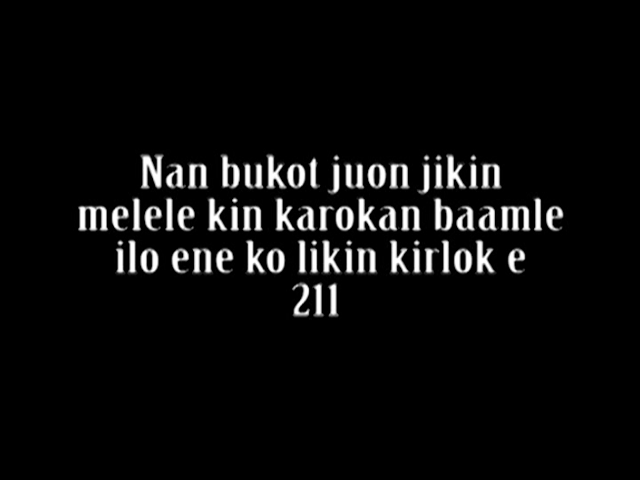 Nan bukot juon jikin
melele kin karokan baamle
ilo ene ko likin kirlok e
211